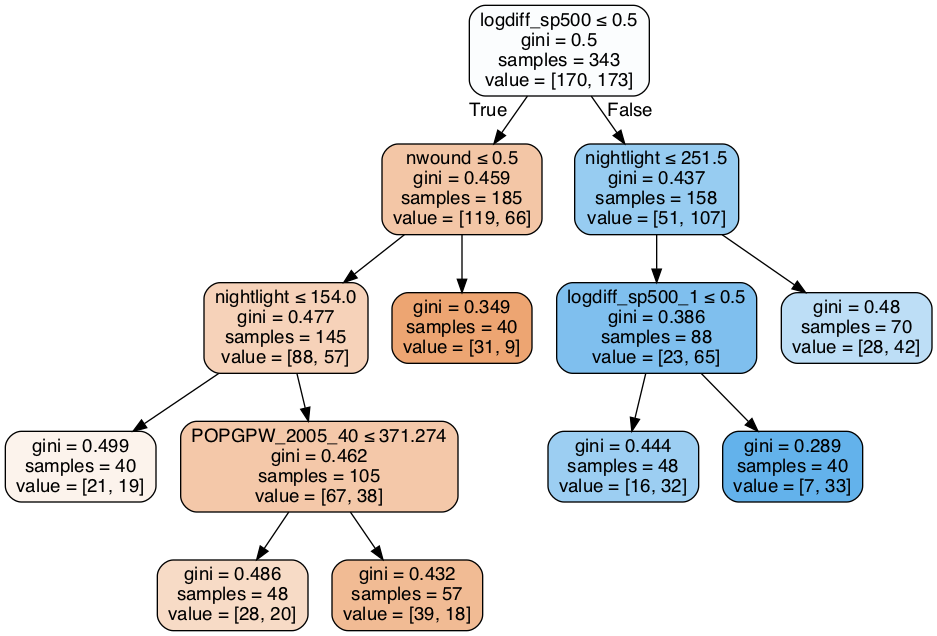 logdiff_sp500 ≤ 0.5
gini = 0.5
samples = 343
value = [170, 173]
True
False
nwound ≤ 0.5
gini = 0.459
samples = 185
value = [119, 66]
nightlight ≤ 251.5
gini = 0.437
samples = 158
value = [51, 107]
nightlight ≤ 154.0
gini = 0.477
samples = 145
value = [88, 57]
gini = 0.349
samples = 40
value = [31, 9]
logdiff_sp500_1 ≤ 0.5
gini = 0.386
samples = 88
value = [23, 65]
gini = 0.48
samples = 70
value = [28, 42]
gini = 0.499
samples = 40
value = [21, 19]
POPGPW_2005_40 ≤ 371.274
gini = 0.462
samples = 105
value = [67, 38]
gini = 0.444
samples = 48
value = [16, 32]
gini = 0.289
samples = 40
value = [7, 33]
gini = 0.486
samples = 48
value = [28, 20]
gini = 0.432
samples = 57
value = [39, 18]